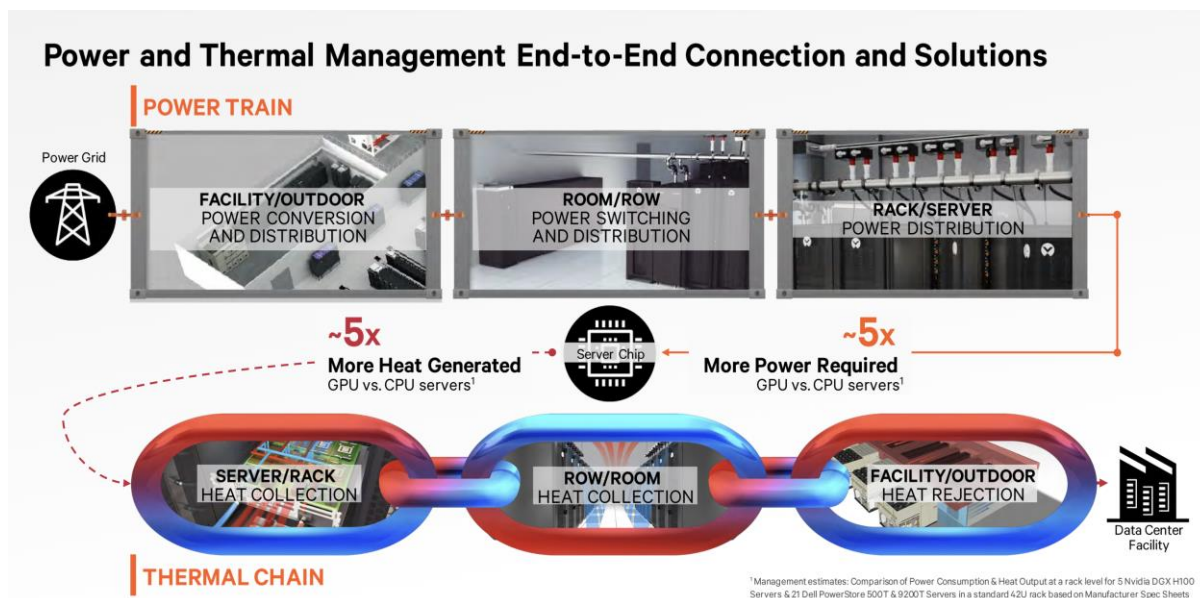 Power and Thermal Management End-to-End Connection and Solutions
POWER TRAIN
Power Grid
FACILITY/OUTDOOR
POWER CONVERSION
AND DISTRIBUTION
ROOM/ROW
POWER SWITCHING
AND DISTRIBUTION
RACK/SERVER
POWER DISTRIBUTION
~5x
More Heat Generated
GPU vs. CPU servers¹
Server Chip
~5x
More Power Required
GPU vs. CPU servers¹
SERVER/RACK
HEAT COLLECTION
ROW/ROOM
HEAT COLLECTION
FACILITY/OUTDOOR
HEAT REJECTION
Data Center
Facility
THERMAL CHAIN
¹ Management estimates: Comparison of Power Consumption & Heat Output at a rack level for 5 Nvidia DGX H100
Servers & 21 Dell PowerStore 500T & 9200T Servers in a standard 42U rack based on Manufacturer Spec Sheets